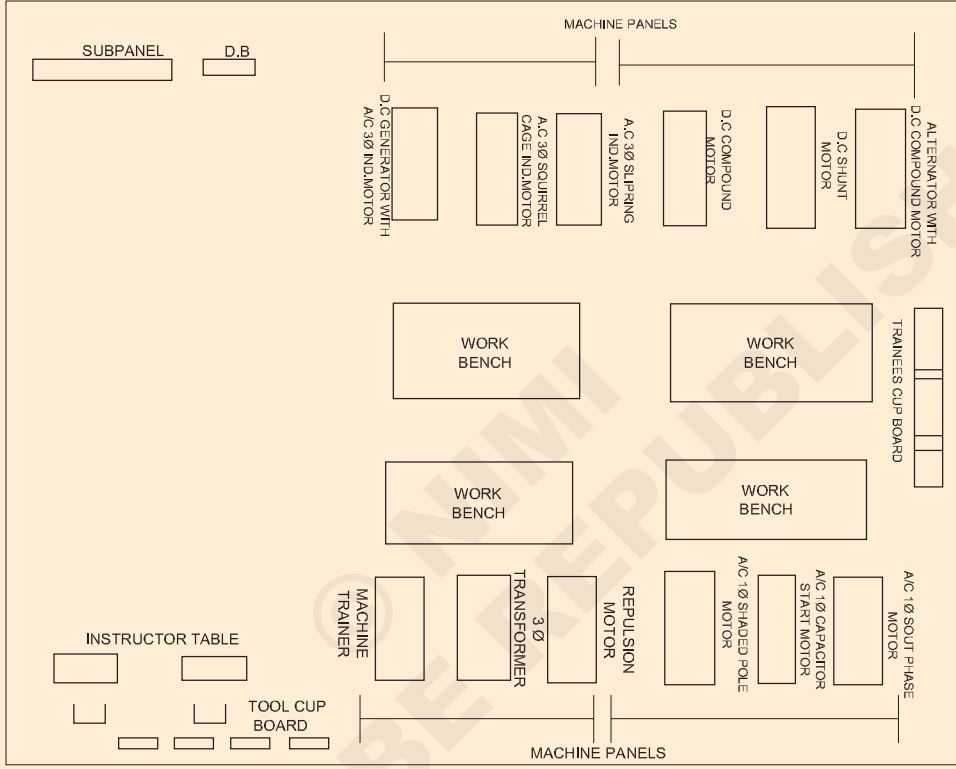 MACHINE PANELS
SUBPANEL
D.B
D.C GENERATOR WITH
A/C 3Ø IND.MOTOR
A.C 3Ø SQUIRREL
CAGE IND.MOTOR
A.C 3Ø SLIPRING
IND.MOTOR
D.C COMPOUND
MOTOR
D.C SHUNT
MOTOR
ALTERNATOR WITH
D.C COMPOUND MOTOR
WORK
BENCH
WORK
BENCH
TRAINEES CUP BOARD
WORK
BENCH
WORK
BENCH
MACHINE
TRAINER
3 Ø
TRANSFORMER
REPULSION
MOTOR
A/C 1Ø SHADED POLE
MOTOR
A/C 1Ø CAPACITOR
START MOTOR
A/C 1Ø SOUT PHASE
MOTOR
INSTRUCTOR TABLE
TOOL CUP
BOARD
MACHINE PANELS
© NIMI
BE REPUBLISH